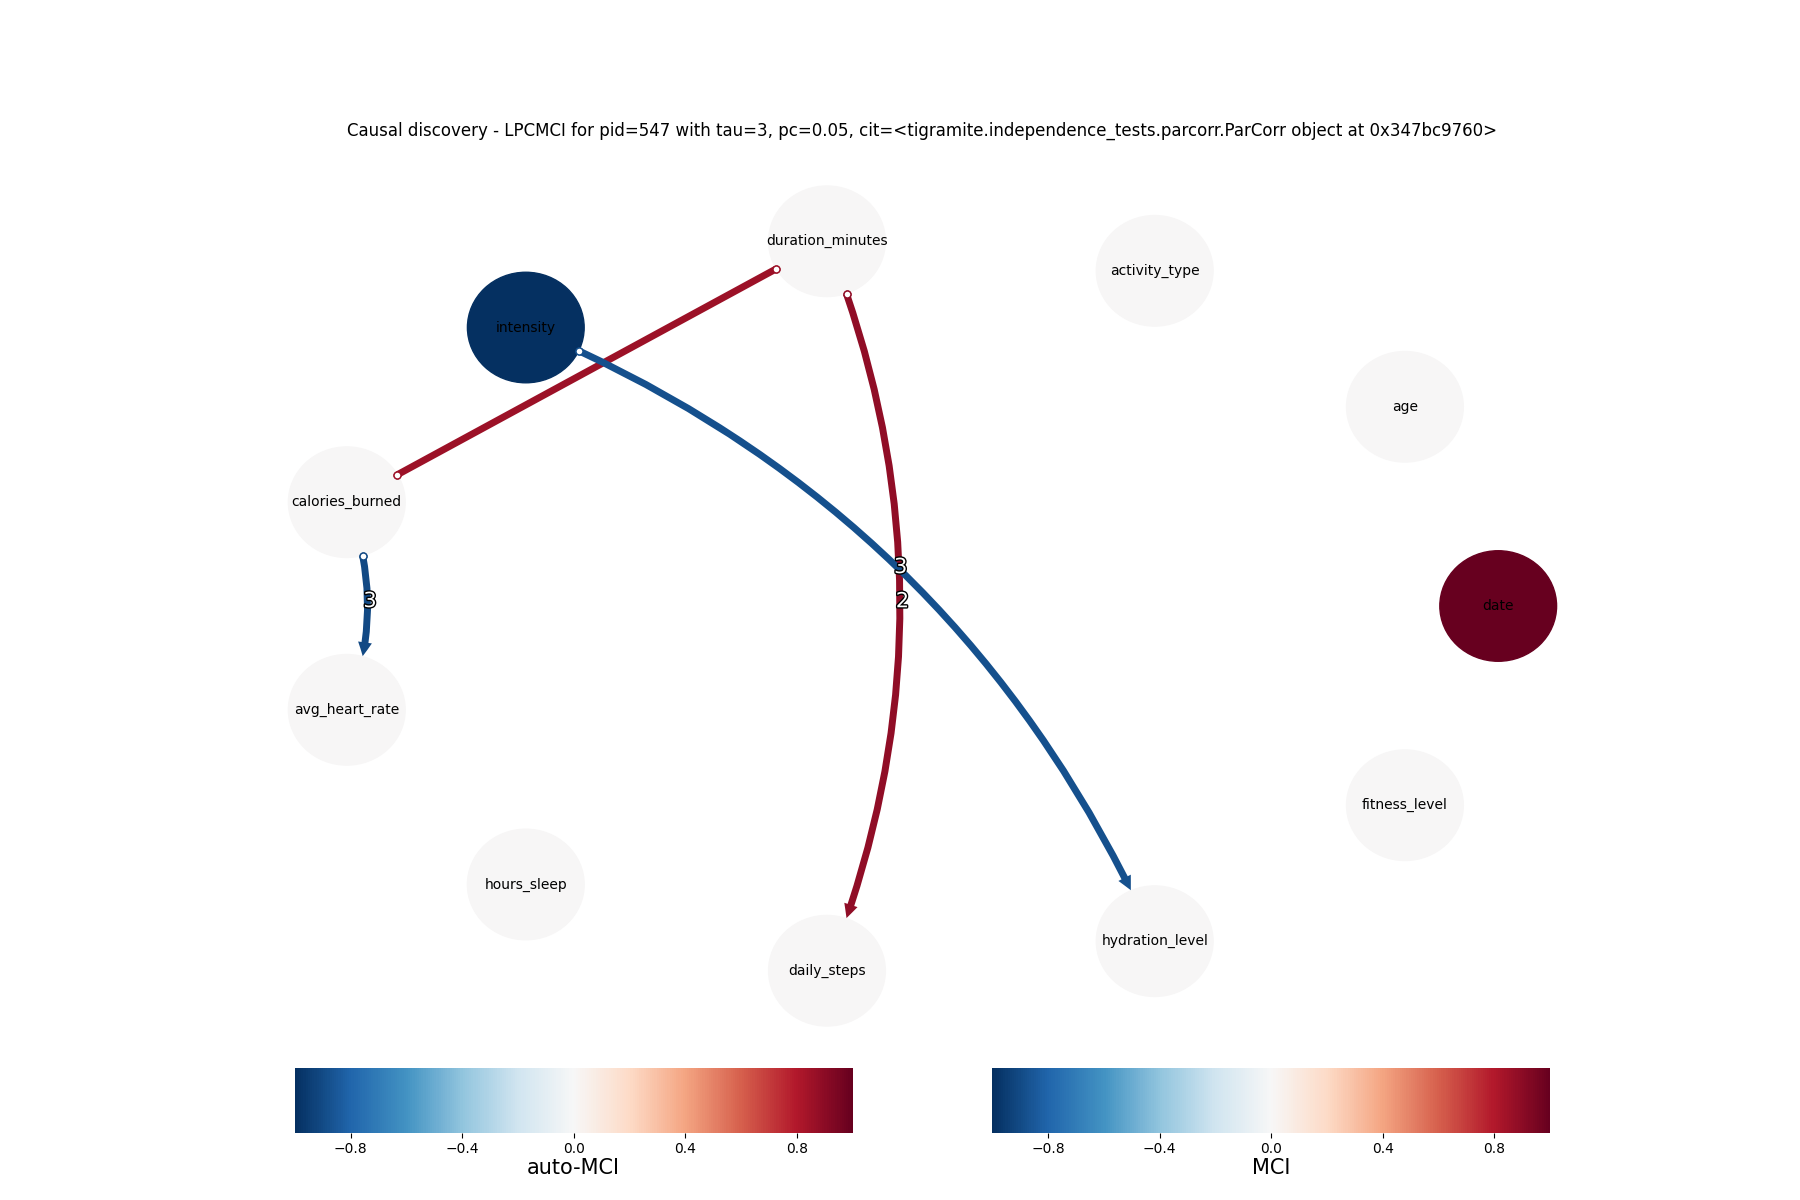 Causal discovery - LPCMCI for pid=547 with tau=3, pc=0.05, cit=<tigramite.independence_tests.parcorr.ParCorr object at 0x347bc9760>
duration_minutes
activity_type
intensity
age
calories_burned
3
3
2
date
avg_heart_rate
fitness_level
hours_sleep
hydration_level
daily_steps
−0.8 −0.4 0.0 0.4 0.8
auto-MCI
−0.8 −0.4 0.0 0.4 0.8
MCI